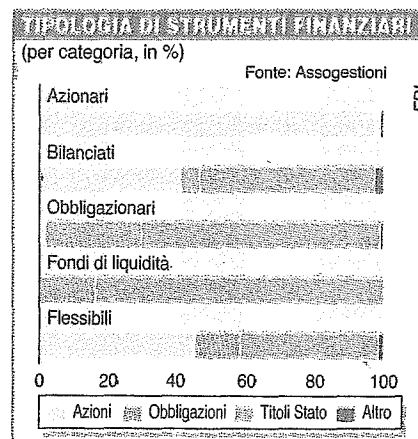 TIPOLOGIA DI STRUMENTI FINANZIARI
(per categoria, in %)
Fonte: Assogestioni
Azionari
Bilanciati
Obbligazionari
Fondi di liquidità
Flessibili
0 20 40 60 80 100
Azioni Obbligazioni Titoli Stato Altro